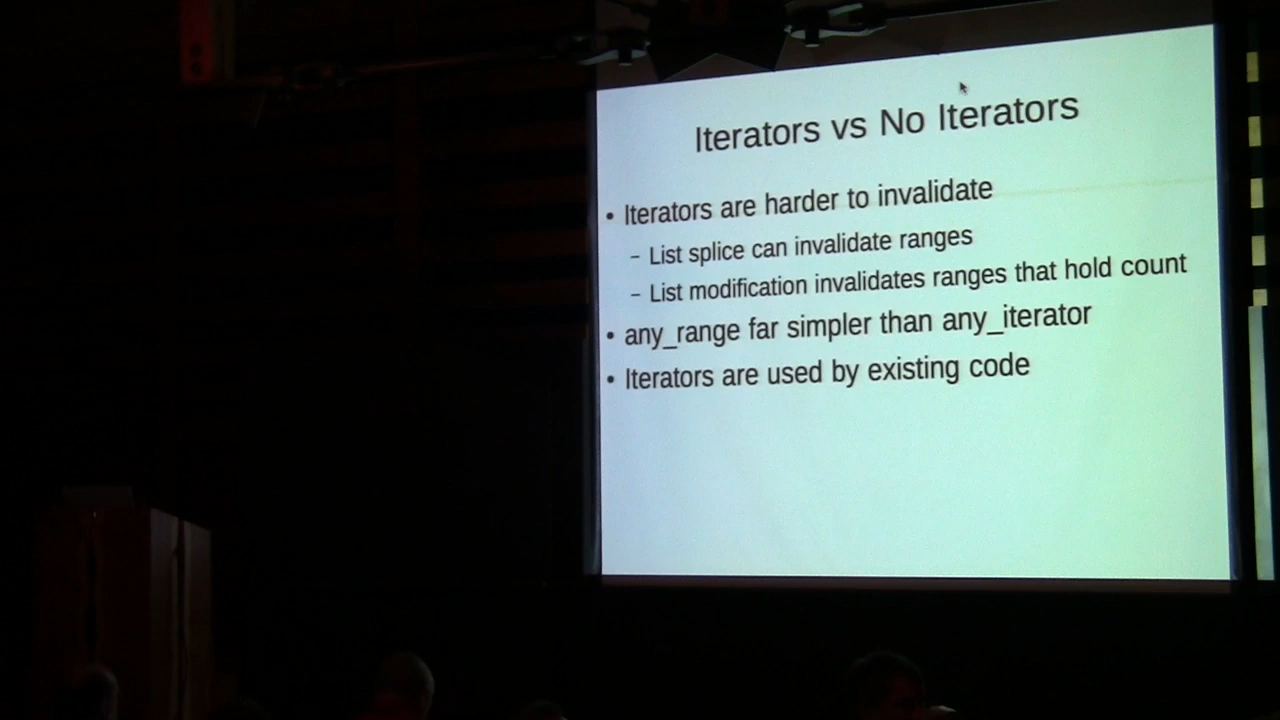 Iterators vs No Iterators
• Iterators are harder to invalidate
– List splice can invalidate ranges
– List modification invalidates ranges that hold count
• any_range far simpler than any_iterator
• Iterators are used by existing code